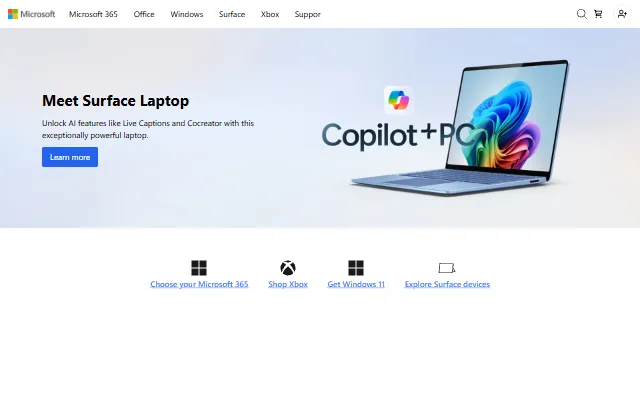 Microsoft Microsoft 365 Office Windows Surface Xbox Suppor
Meet Surface Laptop
Unlock AI features like Live Captions and Cocreator with this
exceptionally powerful laptop.
Learn more
Copilot+PC
Choose your Microsoft 365 Shop Xbox Get Windows 11 Explore Surface devices